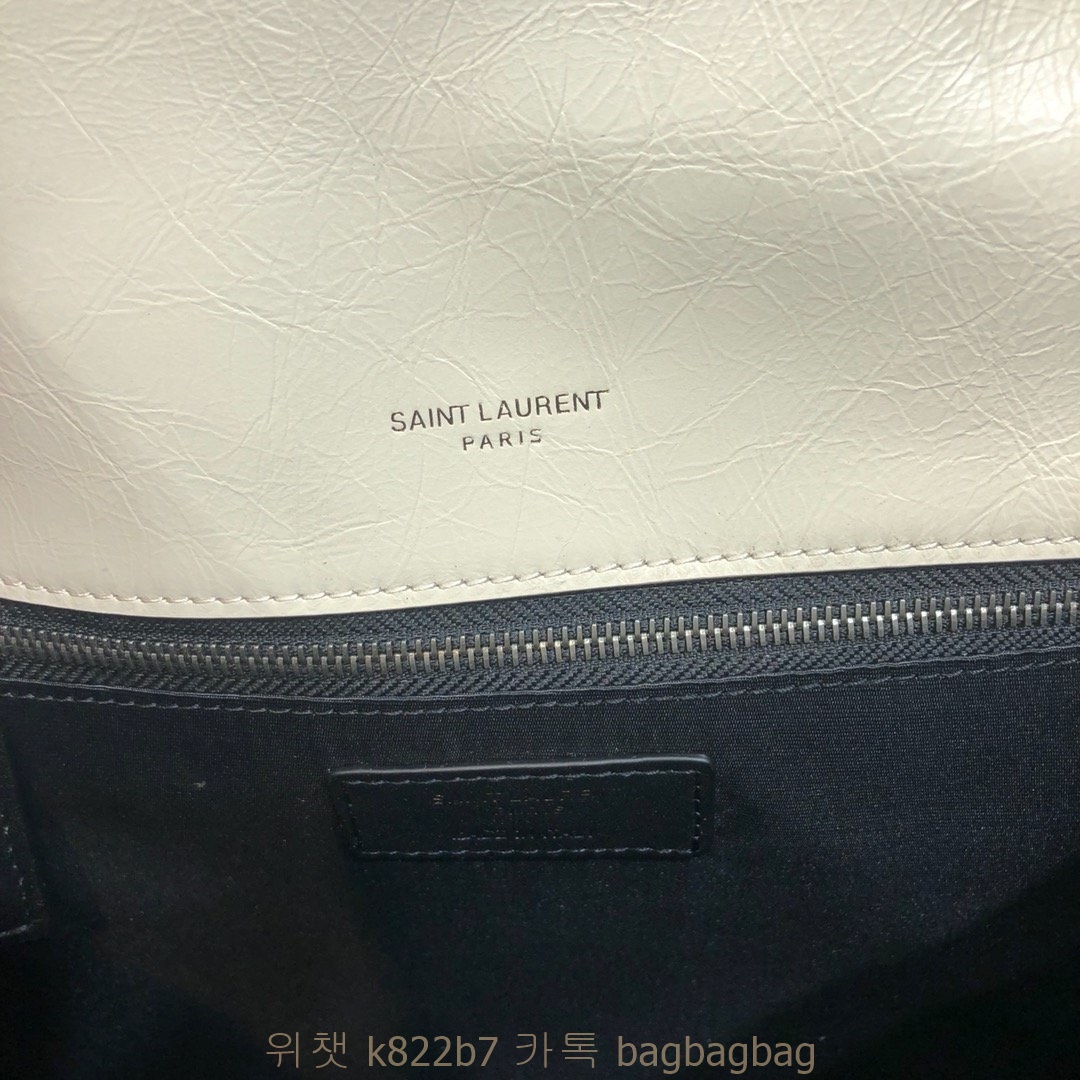 SAINT LAURENT
PARIS
위챗 k822b7 카톡 bagbagbag